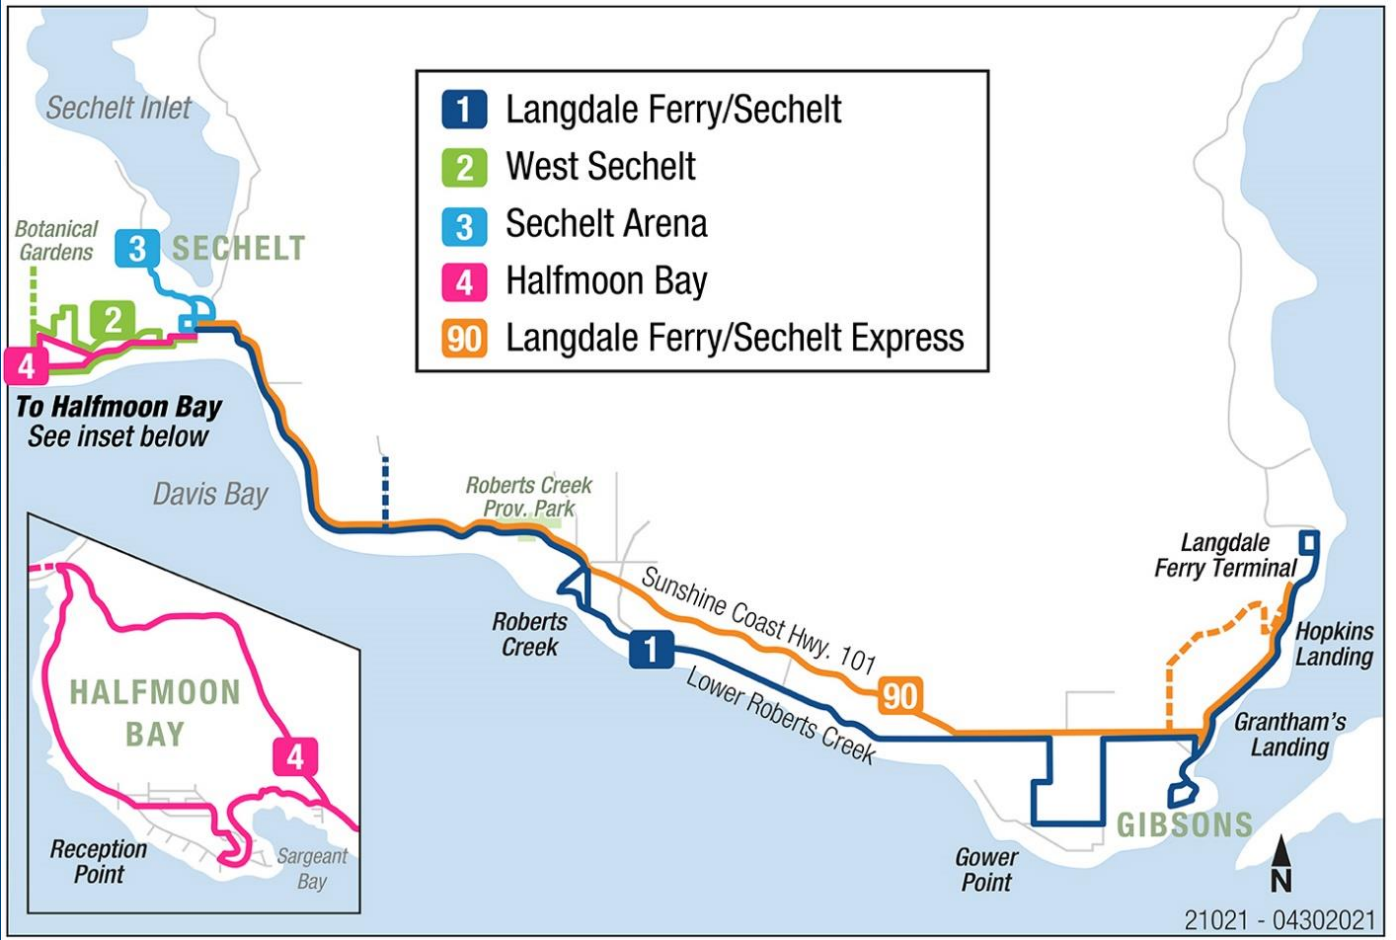 Sechelt Inlet
1 Langdale Ferry/Sechelt
2 West Sechelt
3 Sechelt Arena
4 Halfmoon Bay
90 Langdale Ferry/Sechelt Express
Botanical
Gardens
3
SECHELT
2
4
To Halfmoon Bay
See inset below
Davis Bay
Roberts Creek
Prov. Park
Sunshine Coast Hwy. 101
Roberts
Creek
1
Lower Roberts Creek
90
Langdale
Ferry Terminal
Hopkins
Landing
Grantham's
Landing
GIBSONS
Gower
Point
HALFMOON
BAY
4
Reception
Point
Sargeant
Bay
N
21021 - 04302021